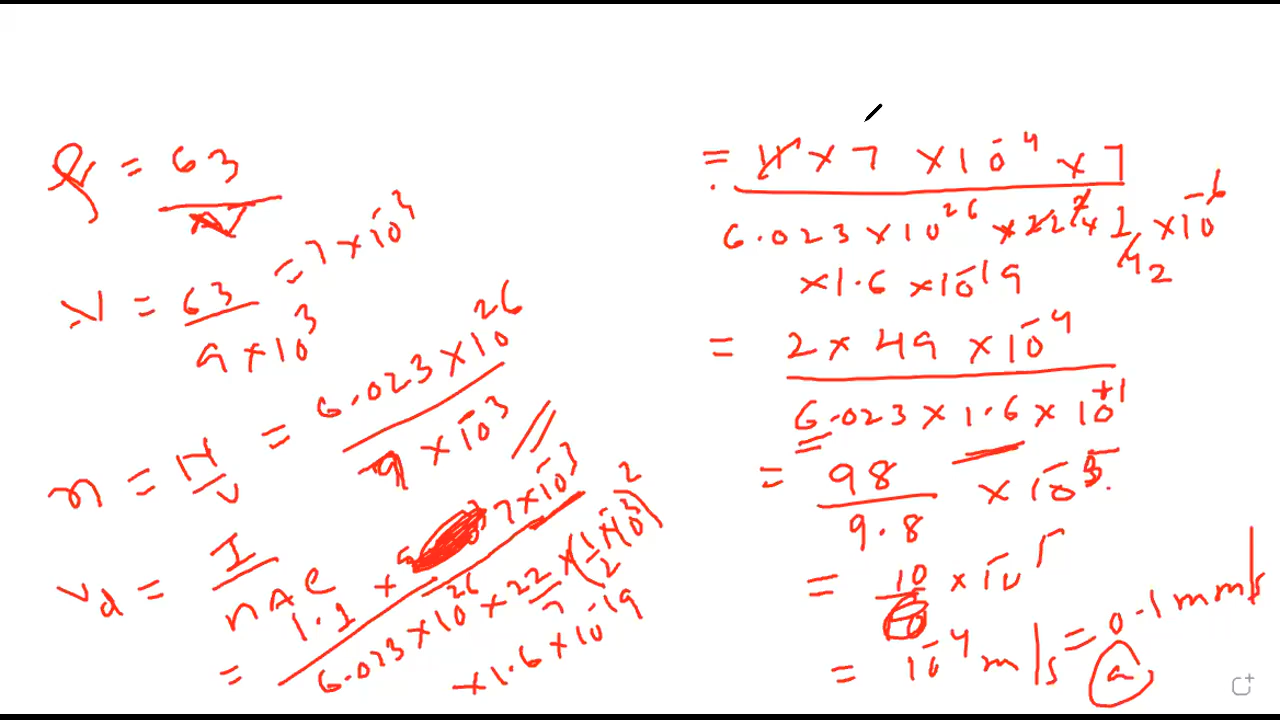 ρ = 63 / V
V = 63 / 9 × 10³ = 7 × 10⁻³
n = N / V = 6.023 × 10²⁶ / 9 × 10⁻³
v_d = I / nAe
= 1.1 × 7 × 10⁻³ / 6.023 × 10²⁶ × 22/7 × (1/2 × 10⁻³)²
× 1.6 × 10⁻¹⁹
= 11 × 7 × 10⁻⁴ × 7
6.023 × 10²⁶ × 22 × 1/4 2 × 10⁻⁶
× 1.6 × 10⁻¹⁹
= 2 × 49 × 10⁻⁴
6.023 × 1.6 × 10⁺¹
= 98 / 9.8 × 10⁻⁵
= 10 × 10⁻⁵
= 10⁻⁴ m/s = 0.1 mm/s
a